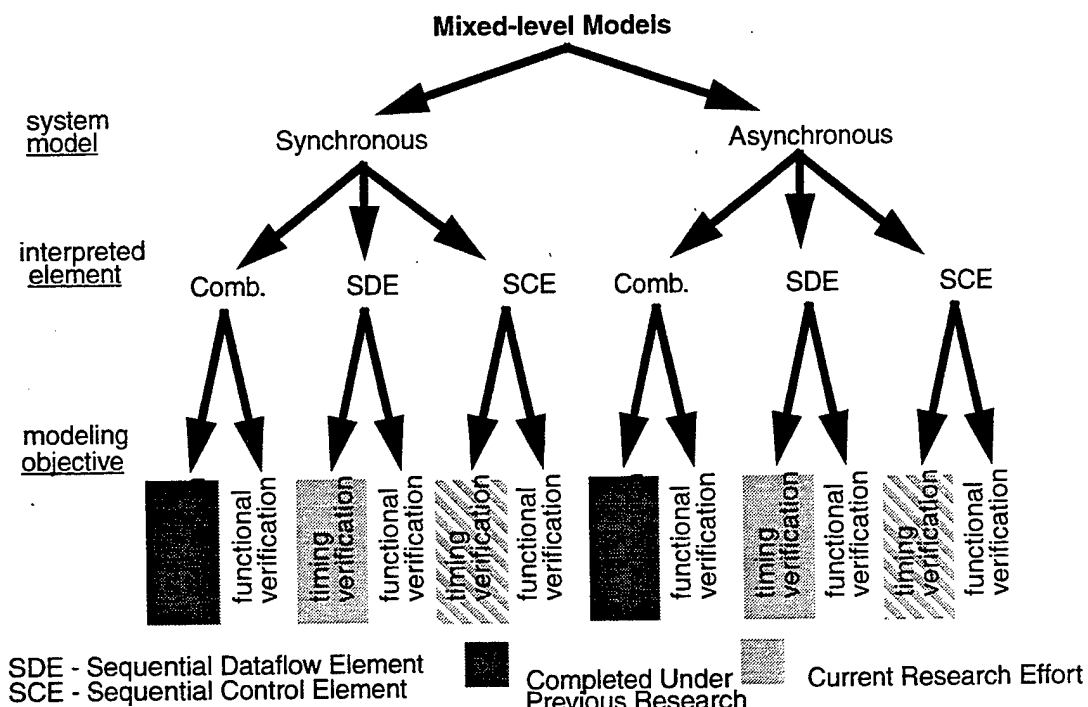 Mixed-level Models
system
model
Synchronous
Asynchronous
interpreted
element
Comb.
SDE
SCE
Comb.
SDE
SCE
modeling
objective
functional
verification
timing
verification
functional
verification
timing
verification
functional
verification
functional
verification
timing
verification
functional
verification
timing
verification
functional
verification
SDE - Sequential Dataflow Element
SCE - Sequential Control Element
Completed Under
Previous Research
Current Research Effort